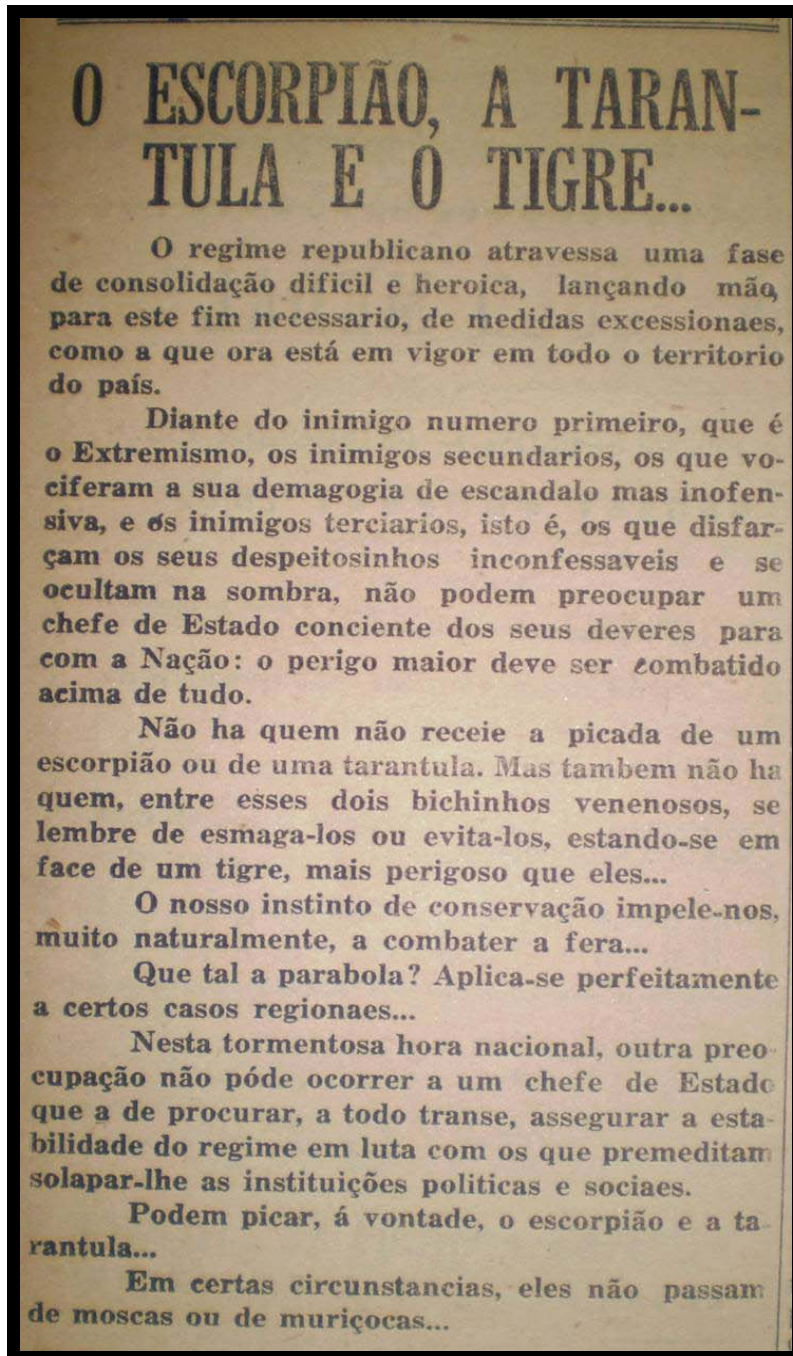 O ESCORPIÃO, A TARAN-
TULA E O TIGRE...
O regime republicano atravessa uma fase
de consolidação dificil e heroica, lançando mão,
para este fim necessario, de medidas excessionaes,
como a que ora está em vigor em todo o territorio
do país.
Diante do inimigo numero primeiro, que é
o Extremismo, os inimigos secundarios, os que vo-
ciferam a sua demagogia de escandalo mas inofen-
siva, e os inimigos terciarios, isto é, os que disfar-
çam os seus despeitosinhos inconfessaveis e se
ocultam na sombra, não podem preocupar um
chefe de Estado conciente dos seus deveres para
com a Nação: o perigo maior deve ser combatido
acima de tudo.
Não ha quem não receie a picada de um
escorpião ou de uma tarantula. Mas tambem não ha
quem, entre esses dois bichinhos venenosos, se
lembre de esmaga-los ou evita-los, estando-se em
face de um tigre, mais perigoso que eles...
O nosso instinto de conservação impele-nos,
muito naturalmente, a combater a fera...
Que tal a parabola? Aplica-se perfeitamente
a certos casos regionaes...
Nesta tormentosa hora nacional, outra preo-
cupação não póde ocorrer a um chefe de Estado
que a de procurar, a todo transe, assegurar a esta-
bilidade do regime em luta com os que premeditam
solapar-lhe as instituições politicas e sociaes.
Podem picar, á vontade, o escorpião e a ta-
rantula...
Em certas circunstancias, eles não passam
de moscas ou de muriçocas...